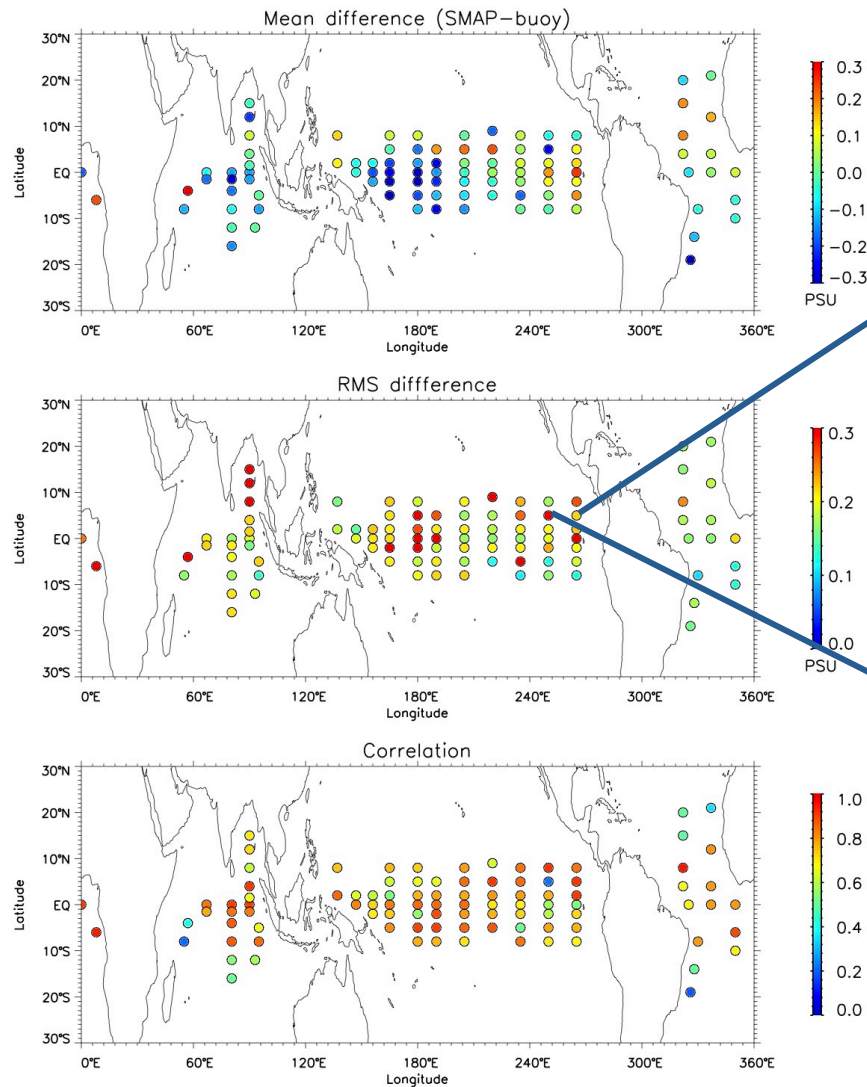 Mean difference (SMAP-buoy)
30°N
20°N
10°N
EQ
10°S
20°S
30°S
Latitude
0°E
60°E
120°E
180°E
240°E
300°E
360°E
Longitude
0.3
0.2
0.1
0.0
-0.1
-0.2
-0.3
PSU
RMS diffference
30°N
20°N
10°N
EQ
10°S
20°S
30°S
Latitude
0°E
60°E
120°E
180°E
240°E
300°E
360°E
Longitude
0.3
0.2
0.1
0.0
PSU
Correlation
30°N
20°N
10°N
EQ
10°S
20°S
30°S
Latitude
0°E
60°E
120°E
180°E
240°E
300°E
360°E
Longitude
1.0
0.8
0.6
0.4
0.2
0.0